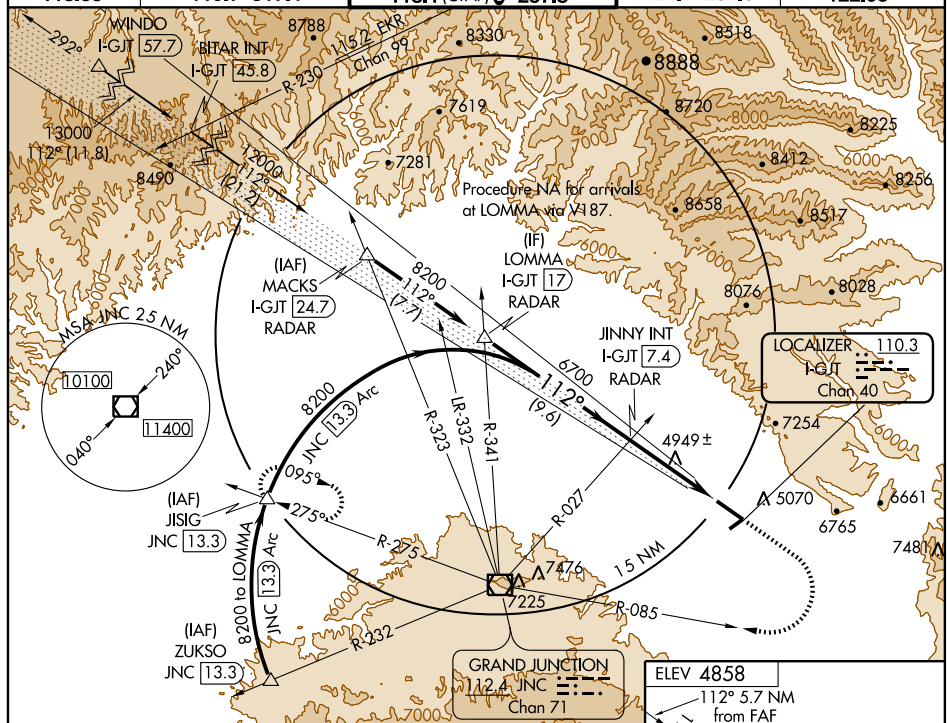 WINDO
I-GJT 57.7
292°
BITAR INT
I-GJT 45.8
R-230
115.2 EKR
Chan 99
8788
8330
8518
8888
8720
8000
8225
8412
8256
8658
8517
7619
7281
13000
112° (11.8)
8490
12000
112°
(21.2)
Procedure NA for arrivals
at LOMMA via V187.
6000
(IAF)
MACKS
I-GJT 24.7
RADAR
8200
112°
(7.7)
(IF)
LOMMA
I-GJT 17
RADAR
8076
8028
JINNY INT
I-GJT 7.4
RADAR
6700
112°
(9.6)
LOCALIZER 110.3
I-GJT
Chan 40
7254
MSA JNC 25 NM
10100
240°
11400
040°
8200
JNC 13.3 Arc
R-323
LR-332
R-341
R-027
4949 ±
5070
6661
6765
7481
095°
275°
(IAF)
JISIG
JNC 13.3
R-275
7476
7225
15 NM
R-085
8200 to LOMMA
JNC 13.3 Arc
6000
R-232
(IAF)
ZUKSO
JNC 13.3
7000
GRAND JUNCTION
112.4 JNC
Chan 71
ELEV 4858
112° 5.7 NM
from FAF